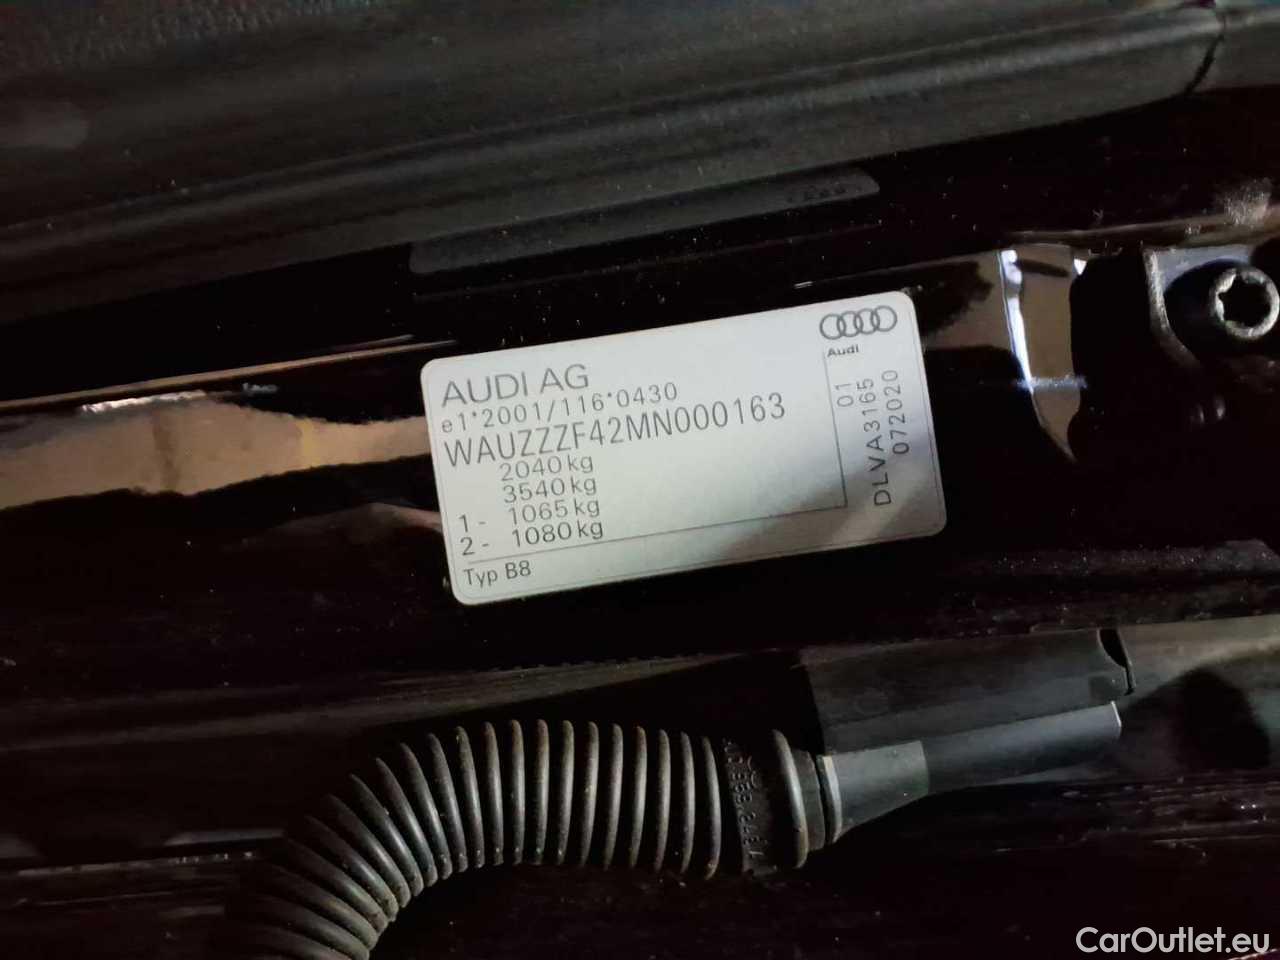 AUDI AG
e1*2001/116*0430
WAUZZZF42MN000163
2040 kg
3540 kg
1 - 1065 kg
2 - 1080 kg
Typ B8
Audi
01
DLVA3165
072020
CarOutlet.eu